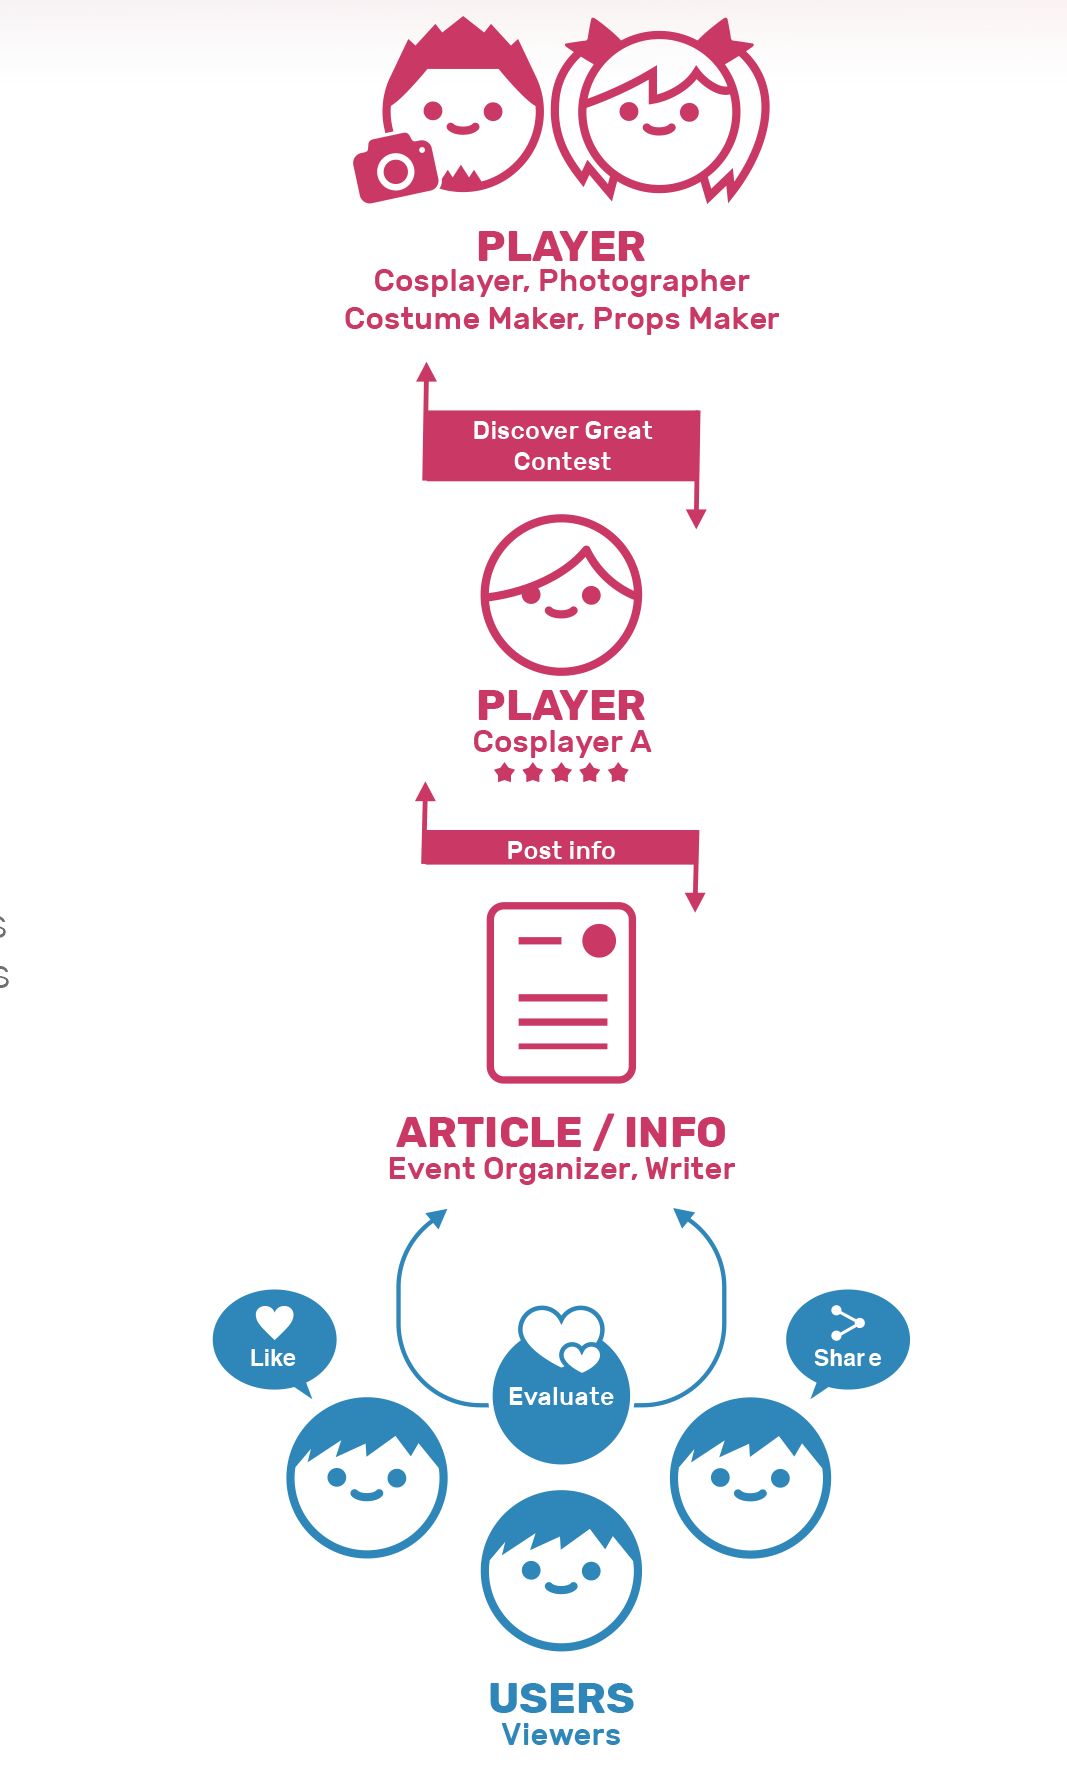 PLAYER
Cosplayer, Photographer
Costume Maker, Props Maker
Discover Great
Contest
PLAYER
Cosplayer A
Post info
s
s
ARTICLE / INFO
Event Organizer, Writer
Like
Share
Evaluate
USERS
Viewers